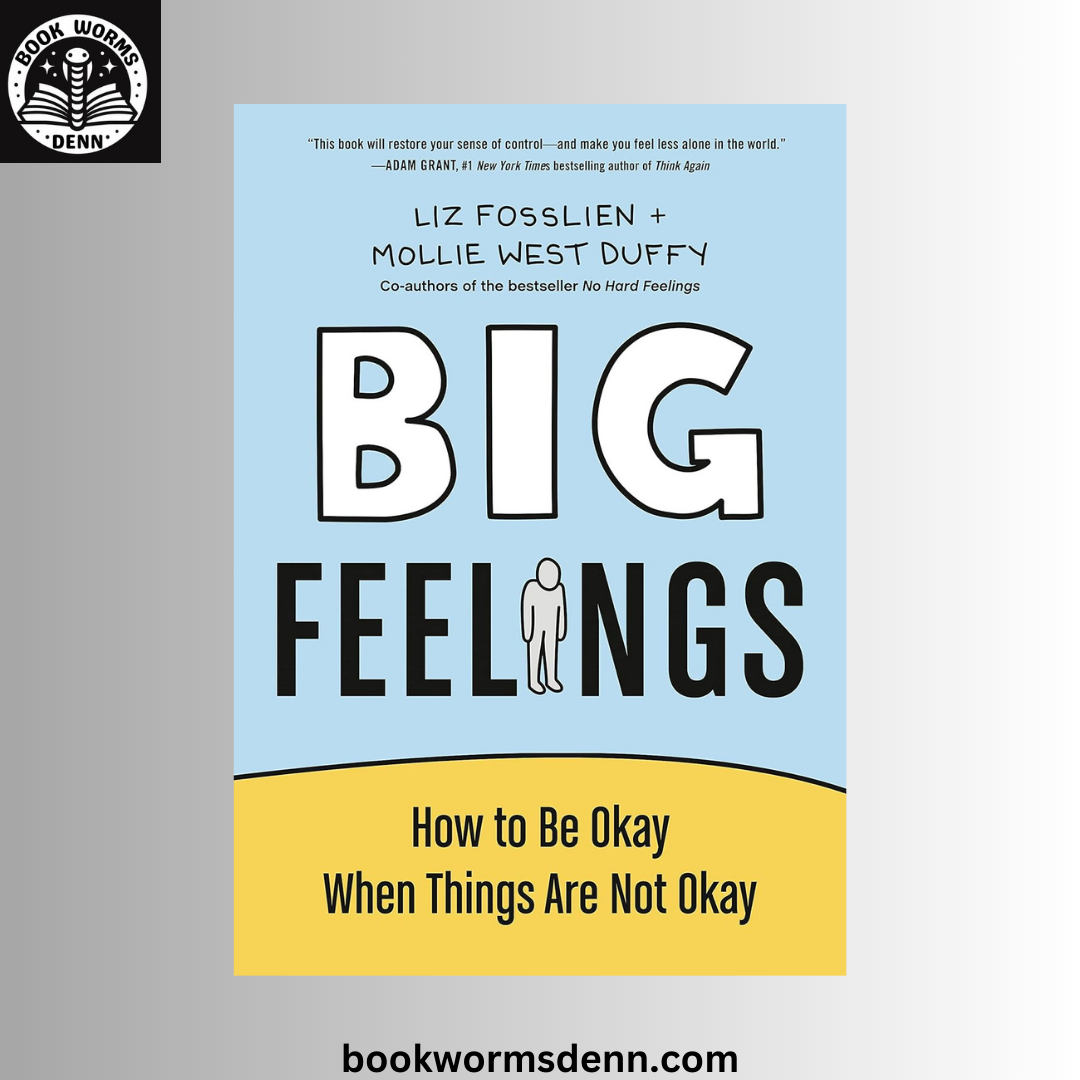 BOOK WORMS
DENN
“This book will restore your sense of control—and make you feel less alone in the world.”
—ADAM GRANT, #1 New York Times bestselling author of Think Again
LIZ FOSSLIEN +
MOLLIE WEST DUFFY
Co-authors of the bestseller No Hard Feelings
BIG
FEELINGS
How to Be Okay
When Things Are Not Okay
bookwormsdenn.com